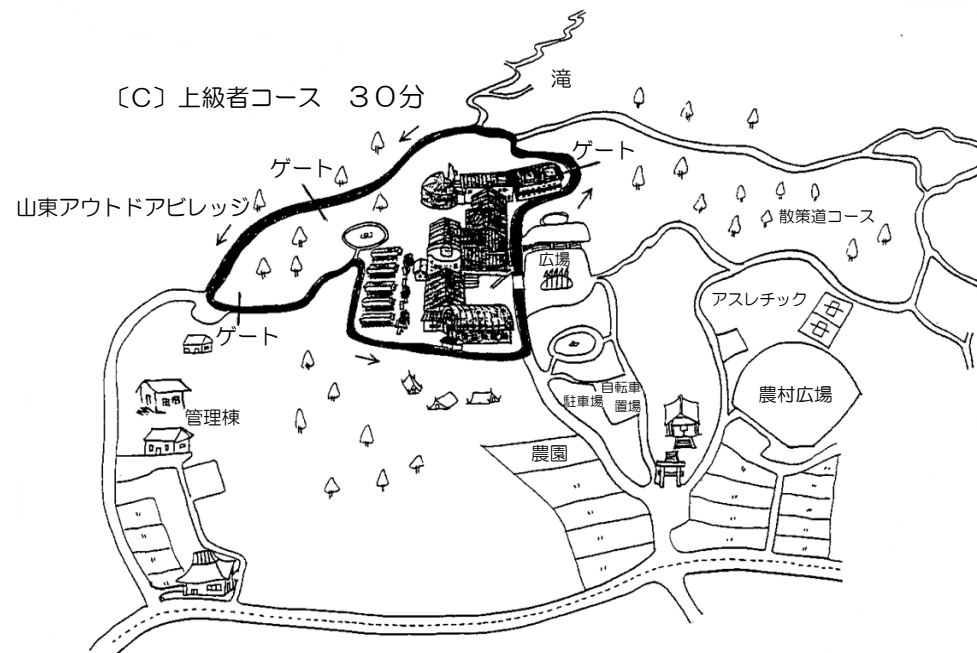 滝
〔C〕上級者コース　３０分
ゲート
ゲート
山東アウトドアビレッジ
散策道コース
広場
アスレチック
ゲート
自転車
置場
駐車場
農村広場
管理棟
農園